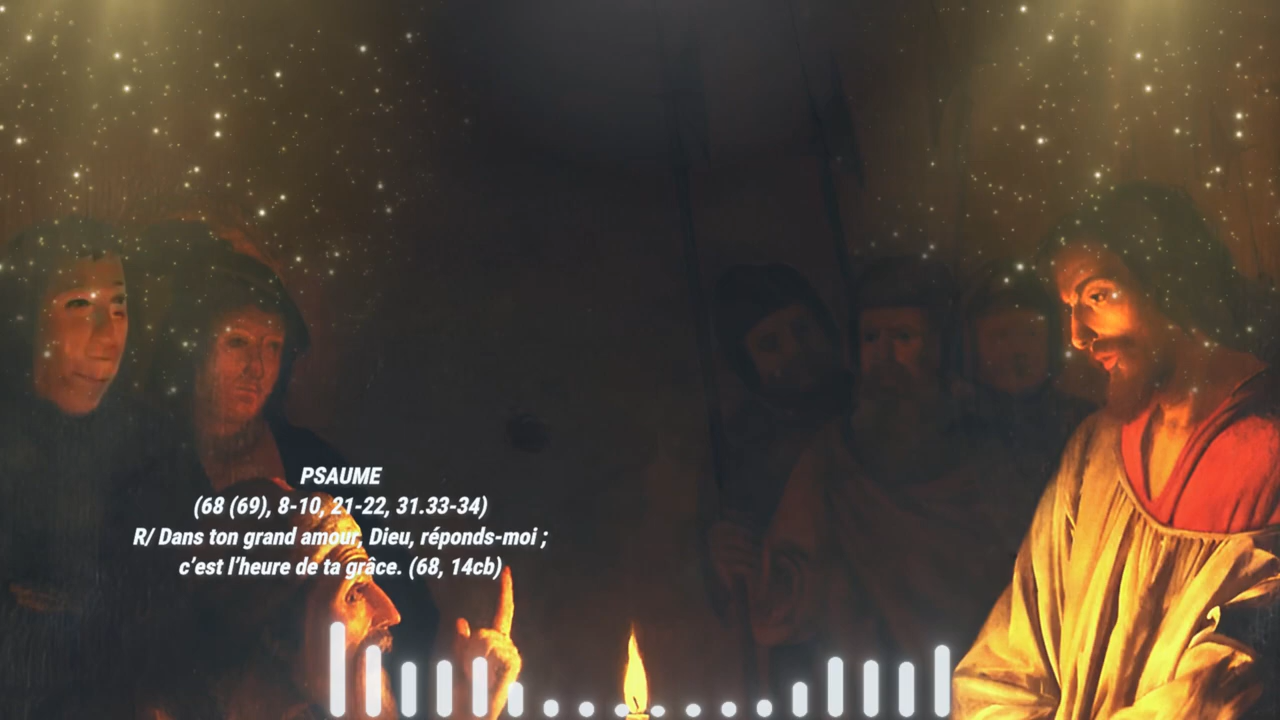 PSAUME
(68 (69), 8-10, 21-22, 31.33-34)
R/ Dans ton grand amour, Dieu, réponds-moi ;
c’est l’heure de ta grâce. (68, 14cb)